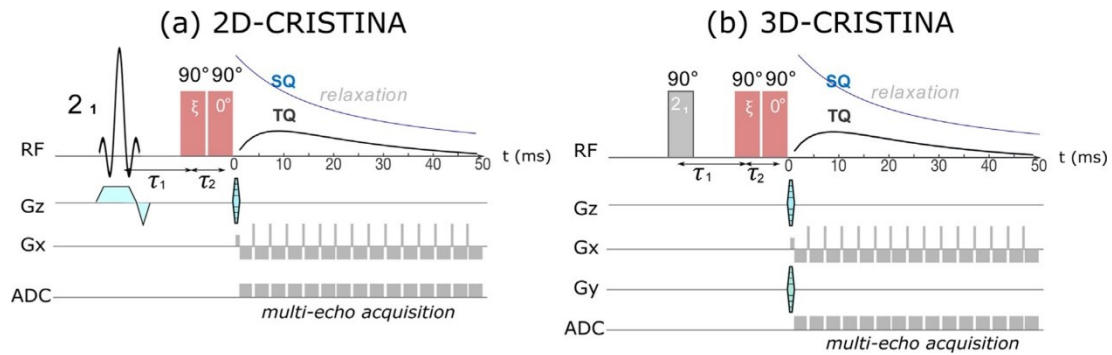 (a) 2D-CRISTINA
90° 90°
SQ
relaxation
2₁
ξ
0°
TQ
RF
0 10 20 30 40 50
t (ms)
τ₁
τ₂
Gz
Gx
ADC
multi-echo acquisition
(b) 3D-CRISTINA
90°
90° 90°
SQ
relaxation
2₁
ξ
0°
TQ
RF
0 10 20 30 40 50
t (ms)
τ₁
τ₂
Gz
Gx
Gy
ADC
multi-echo acquisition